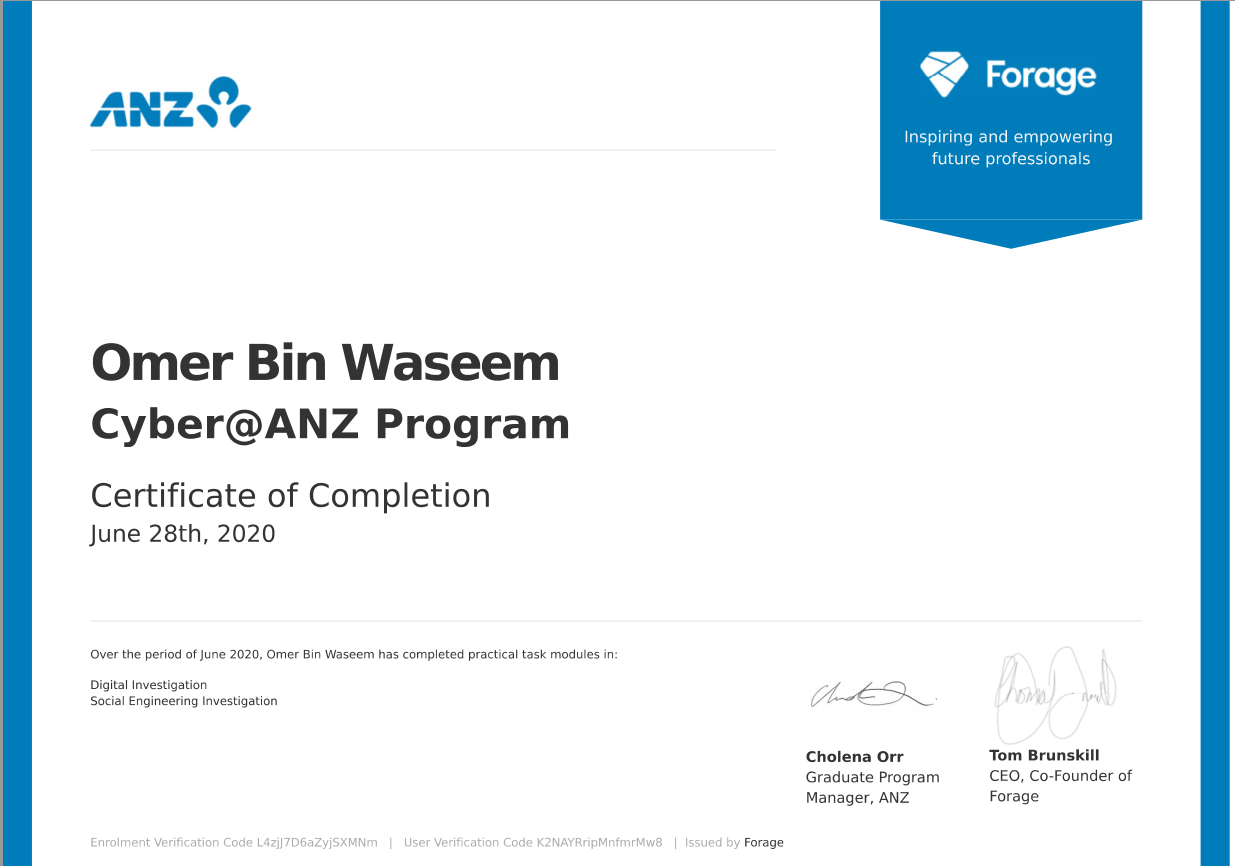 ANZ
Forage
Inspiring and empowering
future professionals
Omer Bin Waseem
Cyber@ANZ Program
Certificate of Completion
June 28th, 2020
Over the period of June 2020, Omer Bin Waseem has completed practical task modules in:
Digital Investigation
Social Engineering Investigation
Cholena Orr
Graduate Program
Manager, ANZ
Tom Brunskill
CEO, Co-Founder of
Forage
Enrolment Verification Code L4zjJ7D6aZyjSXMNm | User Verification Code K2NAYRripMnfmrMw8 | Issued by Forage